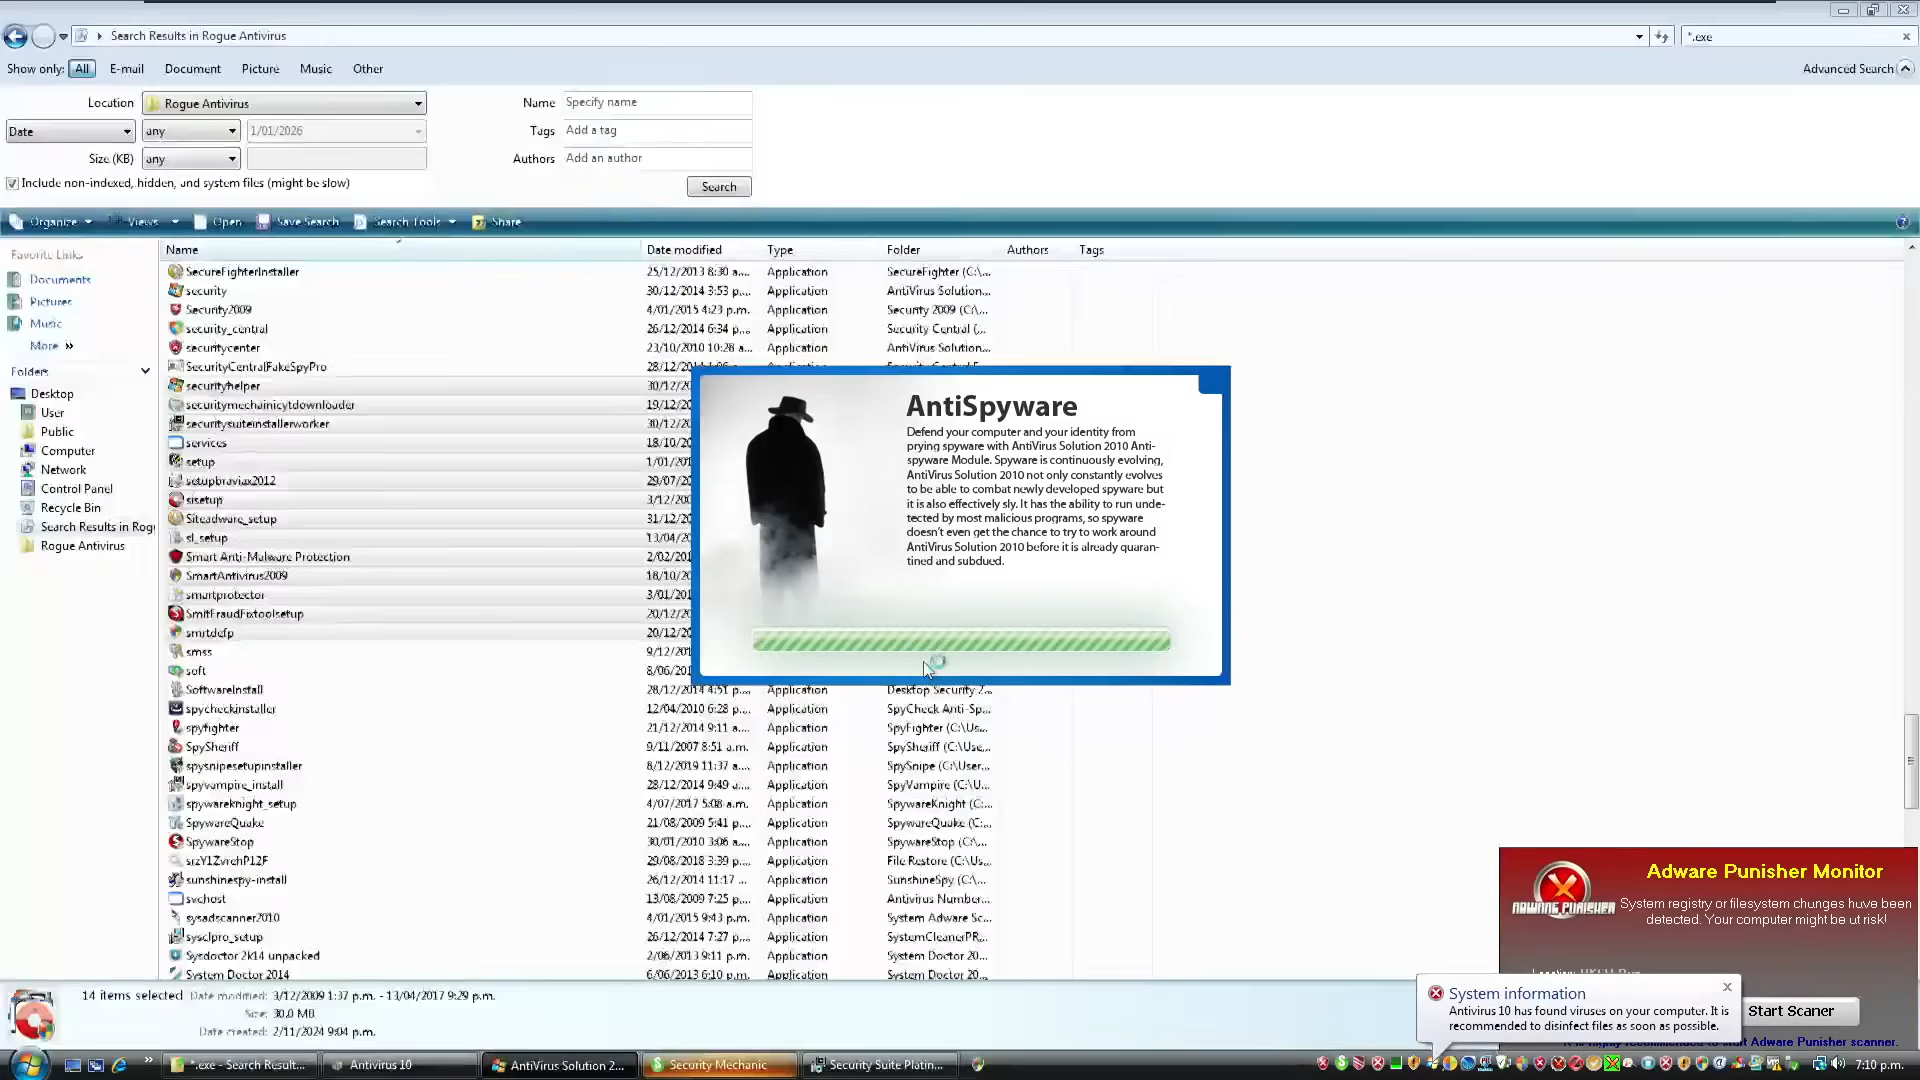 Search Results in Rogue Antivirus
*.exe
Show only: All E-mail Document Picture Music Other
Advanced Search
Location Rogue Antivirus Name Specify name
Date any 1/01/2026 Tags Add a tag
Size (KB) any Authors Add an author
Include non-indexed, hidden, and system files (might be slow)
Search
Organize Views Open Save Search Search Tools Share
Favorite Links
Documents
Pictures
Music
More »
Folders
Desktop
User
Public
Computer
Network
Control Panel
Recycle Bin
Search Results in Rog
Rogue Antivirus
Name Date modified Type Folder Authors Tags
SecureFighterInstaller 25/12/2013 8:30 a.... Application SecureFighter (C:\...
security 30/12/2014 3:53 p.... Application AntiVirus Solution...
Security2009 4/01/2015 4:23 p.m. Application Security 2009 (C:\...
security_central 26/12/2014 6:34 p.... Application Security Central (...
securitycenter 23/10/2010 10:28 a... Application AntiVirus Solution...
SecurityCentralFakeSpyPro 28/12/2014
securityhelper 30/12/20
securitymechainicytdownloader 19/12/20
securitysuiteinstallerworker 30/12/20
services 18/10/20
setup 1/01/201
setupbraviax2012 29/07/20
sisetup 3/12/200
Siteadware_setup 31/12/20
sl_setup 13/04/20
Smart Anti-Malware Protection 2/02/201
SmartAntivirus2009 18/10/20
smartprotector 3/01/201
SmitFraudFixtoolsetup 20/12/20
smrtdefp 20/12/20
smss 9/12/201
soft 8/06/201
SoftwareInstall 28/12/2014 4:51 p.... Application Desktop Security 2...
spycheckinstaller 12/04/2010 6:28 p.... Application SpyCheck Anti-Sp...
spyfighter 21/12/2014 9:11 a.... Application SpyFighter (C:\Us...
SpySheriff 9/11/2007 8:51 a.m. Application SpySheriff (C:\Use...
spysnipesetupinstaller 8/12/2019 11:37 a.... Application SpySnipe (C:\User...
spyvampire_install 28/12/2014 9:49 a.... Application SpyVampire (C:\U...
spywareknight_setup 4/07/2017 5:08 a.m. Application SpywareKnight (C:...
SpywareQuake 21/08/2009 5:41 p.... Application SpywareQuake (C:...
SpywareStop 30/01/2010 3:06 a.... Application SpywareStop (C:\...
srzY1ZvrehP12F 29/08/2018 3:39 p.... Application File Restore (C:\Us...
sunshinespy-install 26/12/2014 11:17 ... Application SunshineSpy (C:\...
svchost 13/08/2009 7:25 p.... Application Antivirus Number...
sysadscanner2010 4/01/2015 9:43 p.m. Application System Adware Sc...
sysclpro_setup 26/12/2014 7:27 p.... Application SystemCleanerPR...
Sysdoctor 2k14 unpacked 2/06/2013 9:11 p.m. Application System Doctor 20...
System Doctor 2014 6/06/2013 6:10 p.m. Application System Doctor 20...
AntiSpyware
Defend your computer and your identity from
prying spyware with AntiVirus Solution 2010 Anti-
spyware Module. Spyware is continuously evolving,
AntiVirus Solution 2010 not only constantly evolves
to be able to combat newly developed spyware but
it is also effectively sly. It has the ability to run unde-
tected by most malicious programs, so spyware
doesn't even get the chance to try to work around
AntiVirus Solution 2010 before it is already quaran-
tined and subdued.
Adware Punisher Monitor
ADWARE PUNISHER
System registry or filesystem changes have been
detected. Your computer might be at risk!
System information
Antivirus 10 has found viruses on your computer. It is
recommended to disinfect files as soon as possible.
Start Scaner
It is highly recommended to start Adware Punisher scanner.
14 items selected Date modified: 3/12/2009 1:37 p.m. - 13/04/2017 9:29 p.m.
Size: 30.0 MB
Date created: 2/11/2024 9:04 p.m.
*.exe - Search Result... Antivirus 10 AntiVirus Solution 2... Security Mechanic Security Suite Platin... 7:10 p.m.